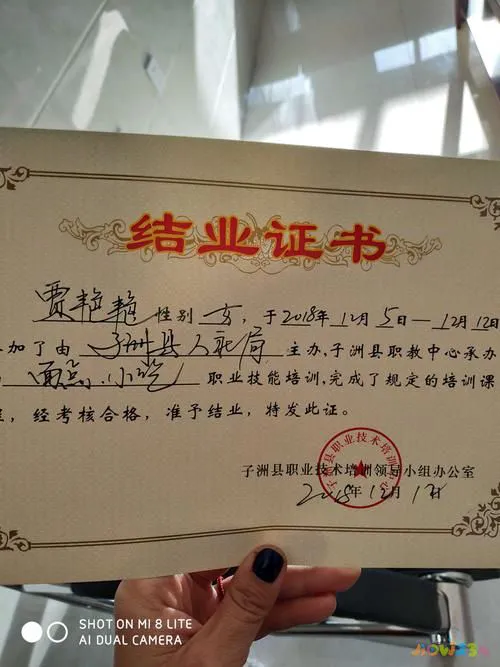 结业证书
贾艳艳 性别 女，于2018年12月5日—12月12日
加了由 子洲县人社局 主办，子洲县职教中心承办
面点、小吃 职业技能培训，完成了规定的培训课
，经考核合格，准予结业，特发此证。
子洲县职业技术培训领导小组办公室
2018年12月12日
SHOT ON MI 8 LITE
AI DUAL CAMERA